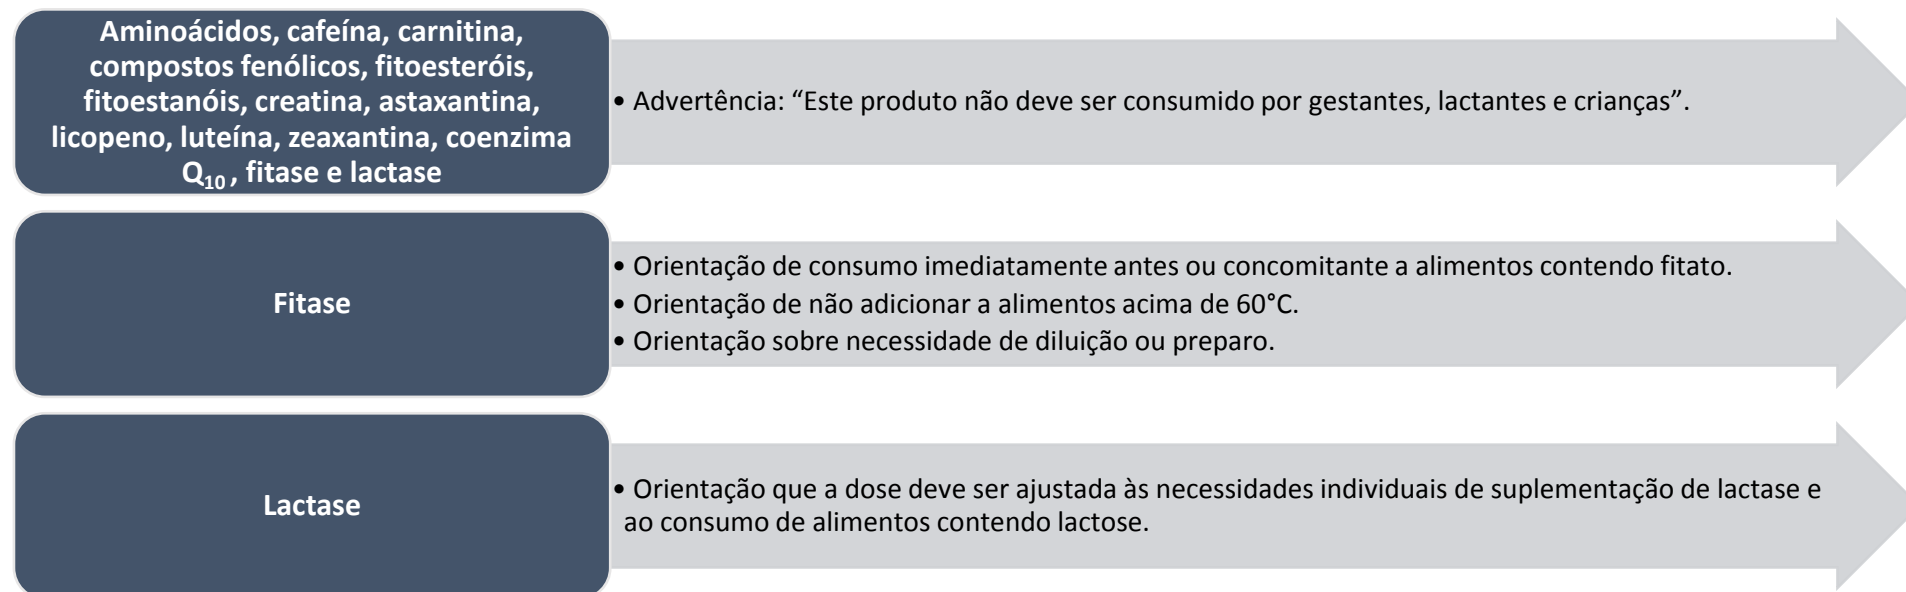 Aminoácidos, cafeína, carnitina,
compostos fenólicos, fitoesteróis,
fitoestanóis, creatina, astaxantina,
licopeno, luteína, zeaxantina, coenzima
Q10 , fitase e lactase
• Advertência: “Este produto não deve ser consumido por gestantes, lactantes e crianças”.
Fitase
• Orientação de consumo imediatamente antes ou concomitante a alimentos contendo fitato.
• Orientação de não adicionar a alimentos acima de 60°C.
• Orientação sobre necessidade de diluição ou preparo.
Lactase
• Orientação que a dose deve ser ajustada às necessidades individuais de suplementação de lactase e
ao consumo de alimentos contendo lactose.